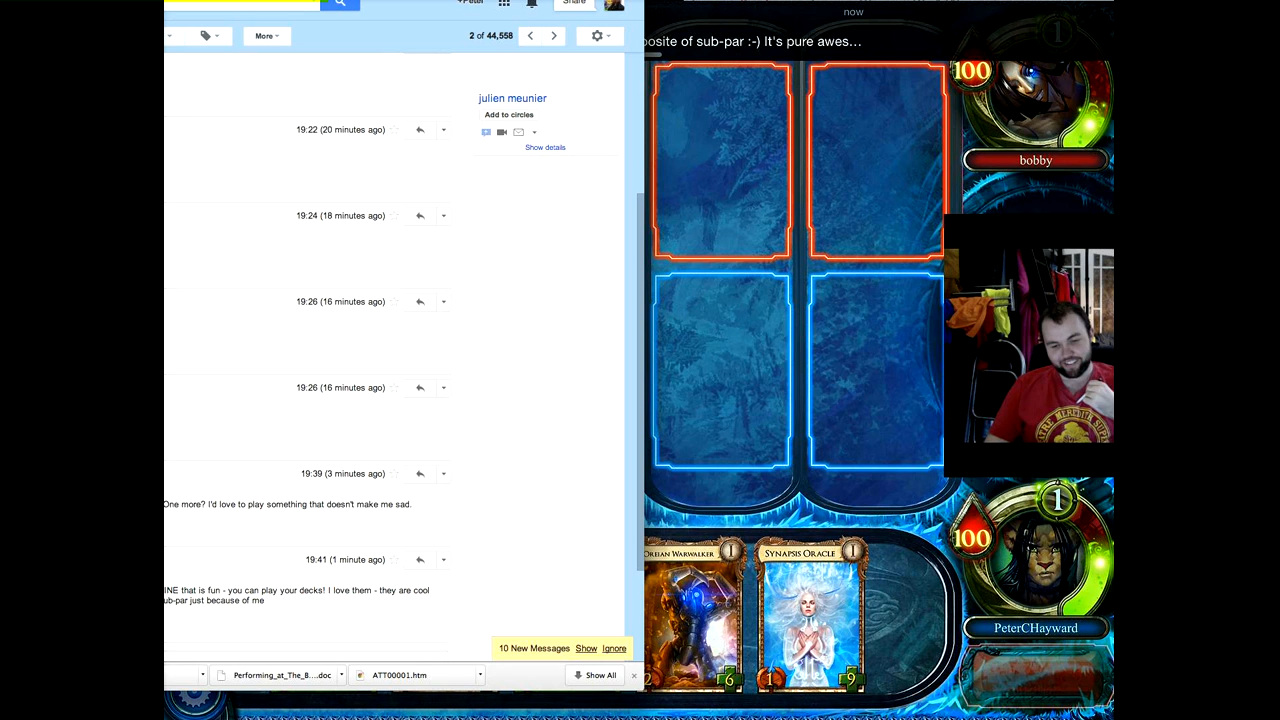 +Peter
Share
now
More
2 of 44,558
posite of sub-par :-) It's pure awes…
1
100
bobby
julien meunier
Add to circles
Show details
19:22 (20 minutes ago)
19:24 (18 minutes ago)
19:26 (16 minutes ago)
19:26 (16 minutes ago)
19:39 (3 minutes ago)
One more? I'd love to play something that doesn't make me sad.
19:41 (1 minute ago)
INE that is fun - you can play your decks! I love them - they are cool
ub-par just because of me
10 New Messages Show Ignore
Performing_at_The_B....doc
ATT00001.htm
Show All
ORIAN WARWALKER I
2 6
SYNAPSIS ORACLE I
1 9
1
100
PeterCHayward